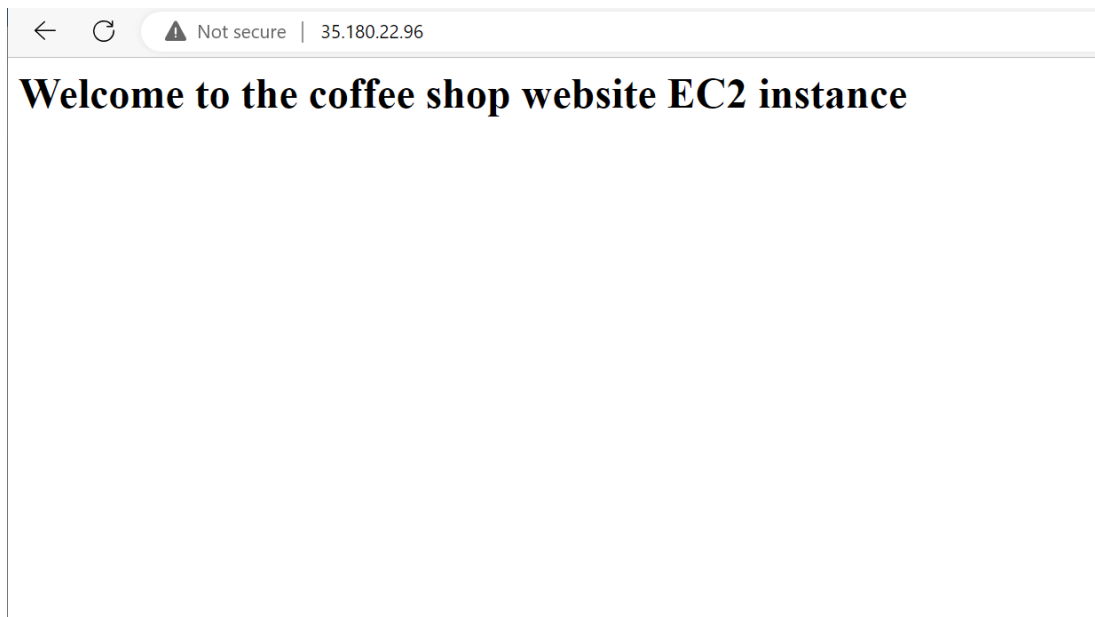 Not secure | 35.180.22.96
Welcome to the coffee shop website EC2 instance